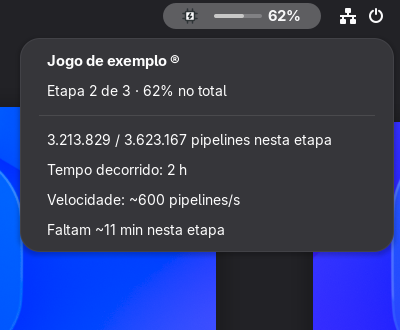 62%
Jogo de exemplo ®
Etapa 2 de 3 · 62% no total
3.213.829 / 3.623.167 pipelines nesta etapa
Tempo decorrido: 2 h
Velocidade: ~600 pipelines/s
Faltam ~11 min nesta etapa